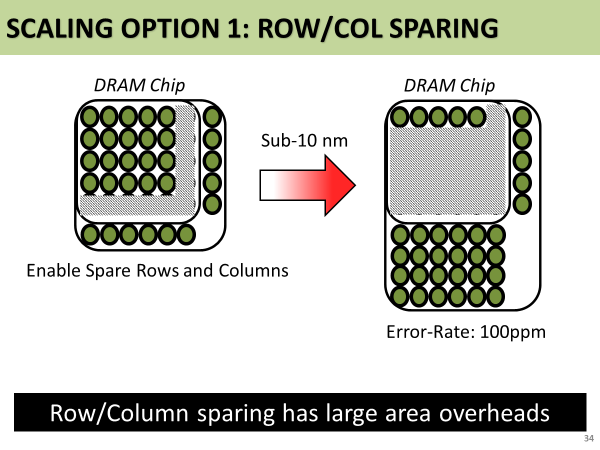 SCALING OPTION 1: ROW/COL SPARING
DRAM Chip
DRAM Chip
Sub-10 nm
Enable Spare Rows and Columns
Error-Rate: 100ppm
Row/Column sparing has large area overheads
34